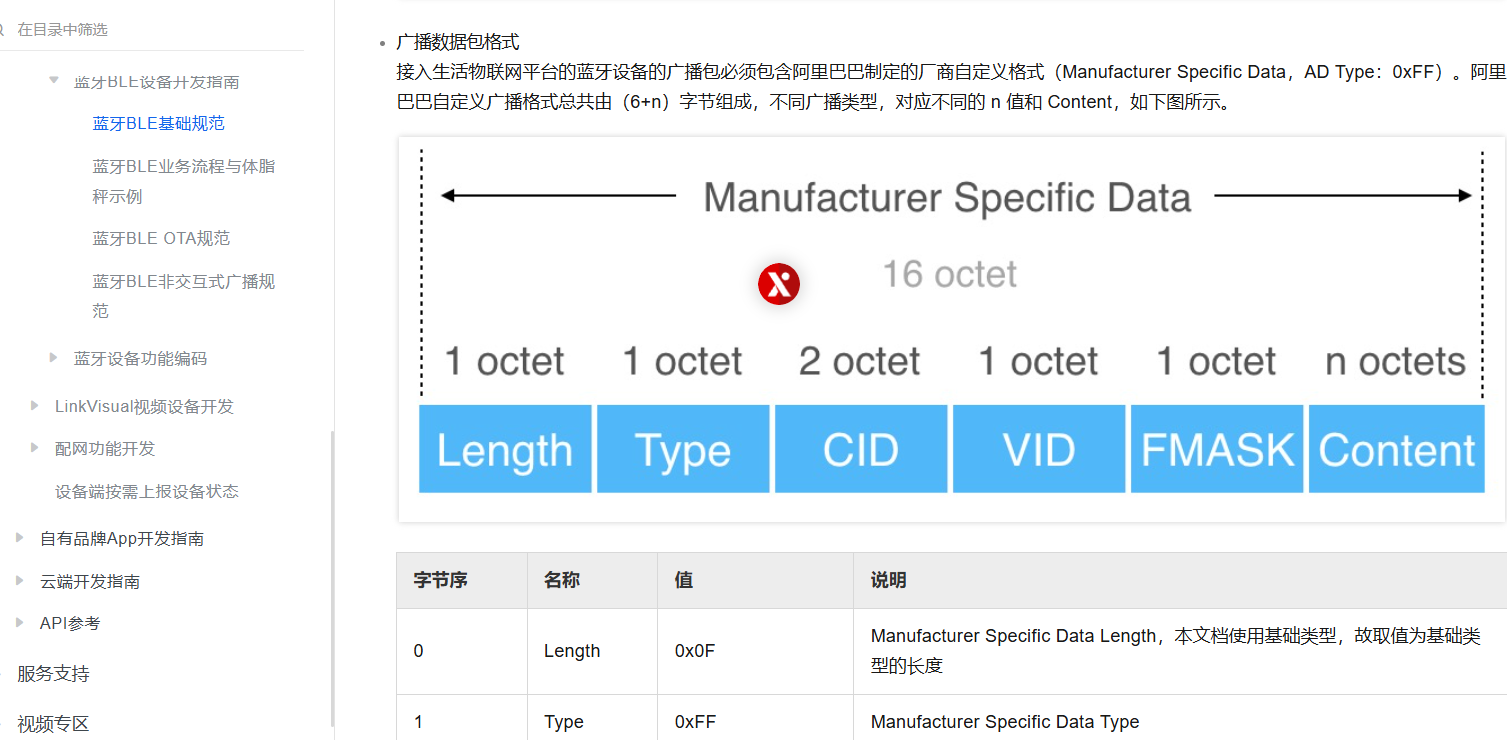 在目录中筛选
蓝牙BLE设备开发指南
蓝牙BLE基础规范
蓝牙BLE业务流程与体脂
秤示例
蓝牙BLE OTA规范
蓝牙BLE非交互式广播规
范
蓝牙设备功能编码
LinkVisual视频设备开发
配网功能开发
设备端按需上报设备状态
自有品牌App开发指南
云端开发指南
API参考
服务支持
视频专区
广播数据包格式
接入生活物联网平台的蓝牙设备的广播包必须包含阿里巴巴制定的厂商自定义格式（Manufacturer Specific Data，AD Type：0xFF）。阿里
巴巴自定义广播格式总共由（6+n）字节组成，不同广播类型，对应不同的 n 值和 Content，如下图所示。
Manufacturer Specific Data
16 octet
1 octet 1 octet 2 octet 1 octet 1 octet n octets
Length Type CID VID FMASK Content
字节序 名称 值 说明
0 Length 0x0F Manufacturer Specific Data Length，本文档使用基础类型，故取值为基础类
型的长度
1 Type 0xFF Manufacturer Specific Data Type